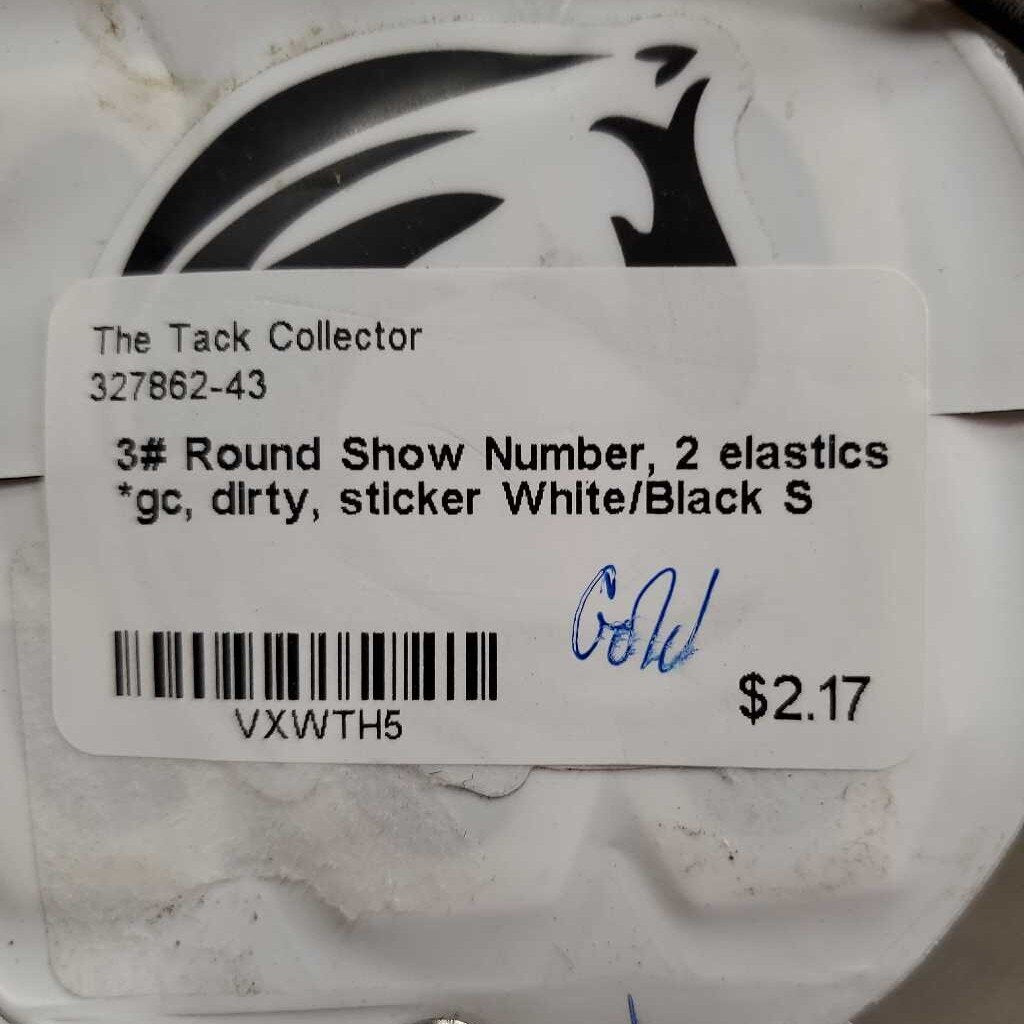 The Tack Collector
327862-43
3# Round Show Number, 2 elastics
*gc, dirty, sticker White/Black S
Gold
$2.17
VXWTH5